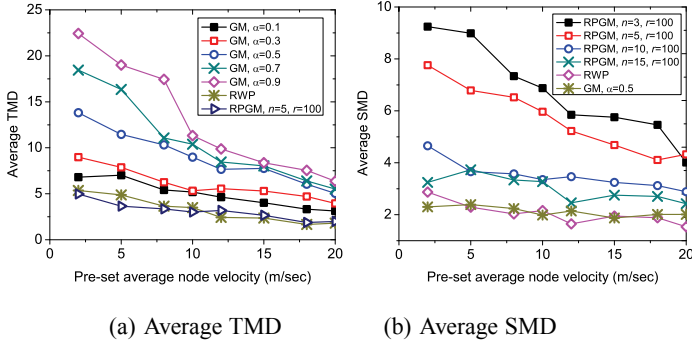 25
20
15
10
5
0
Average TMD
0 5 10 15 20
Pre-set average node velocity (m/sec)
GM, α=0.1
GM, α=0.3
GM, α=0.5
GM, α=0.7
GM, α=0.9
RWP
RPGM, n=5, r=100
(a) Average TMD
10
8
6
4
2
Average SMD
0 5 10 15 20
Pre-set average node velocity (m/sec)
RPGM, n=3, r=100
RPGM, n=5, r=100
RPGM, n=10, r=100
RPGM, n=15, r=100
RWP
GM, α=0.5
(b) Average SMD